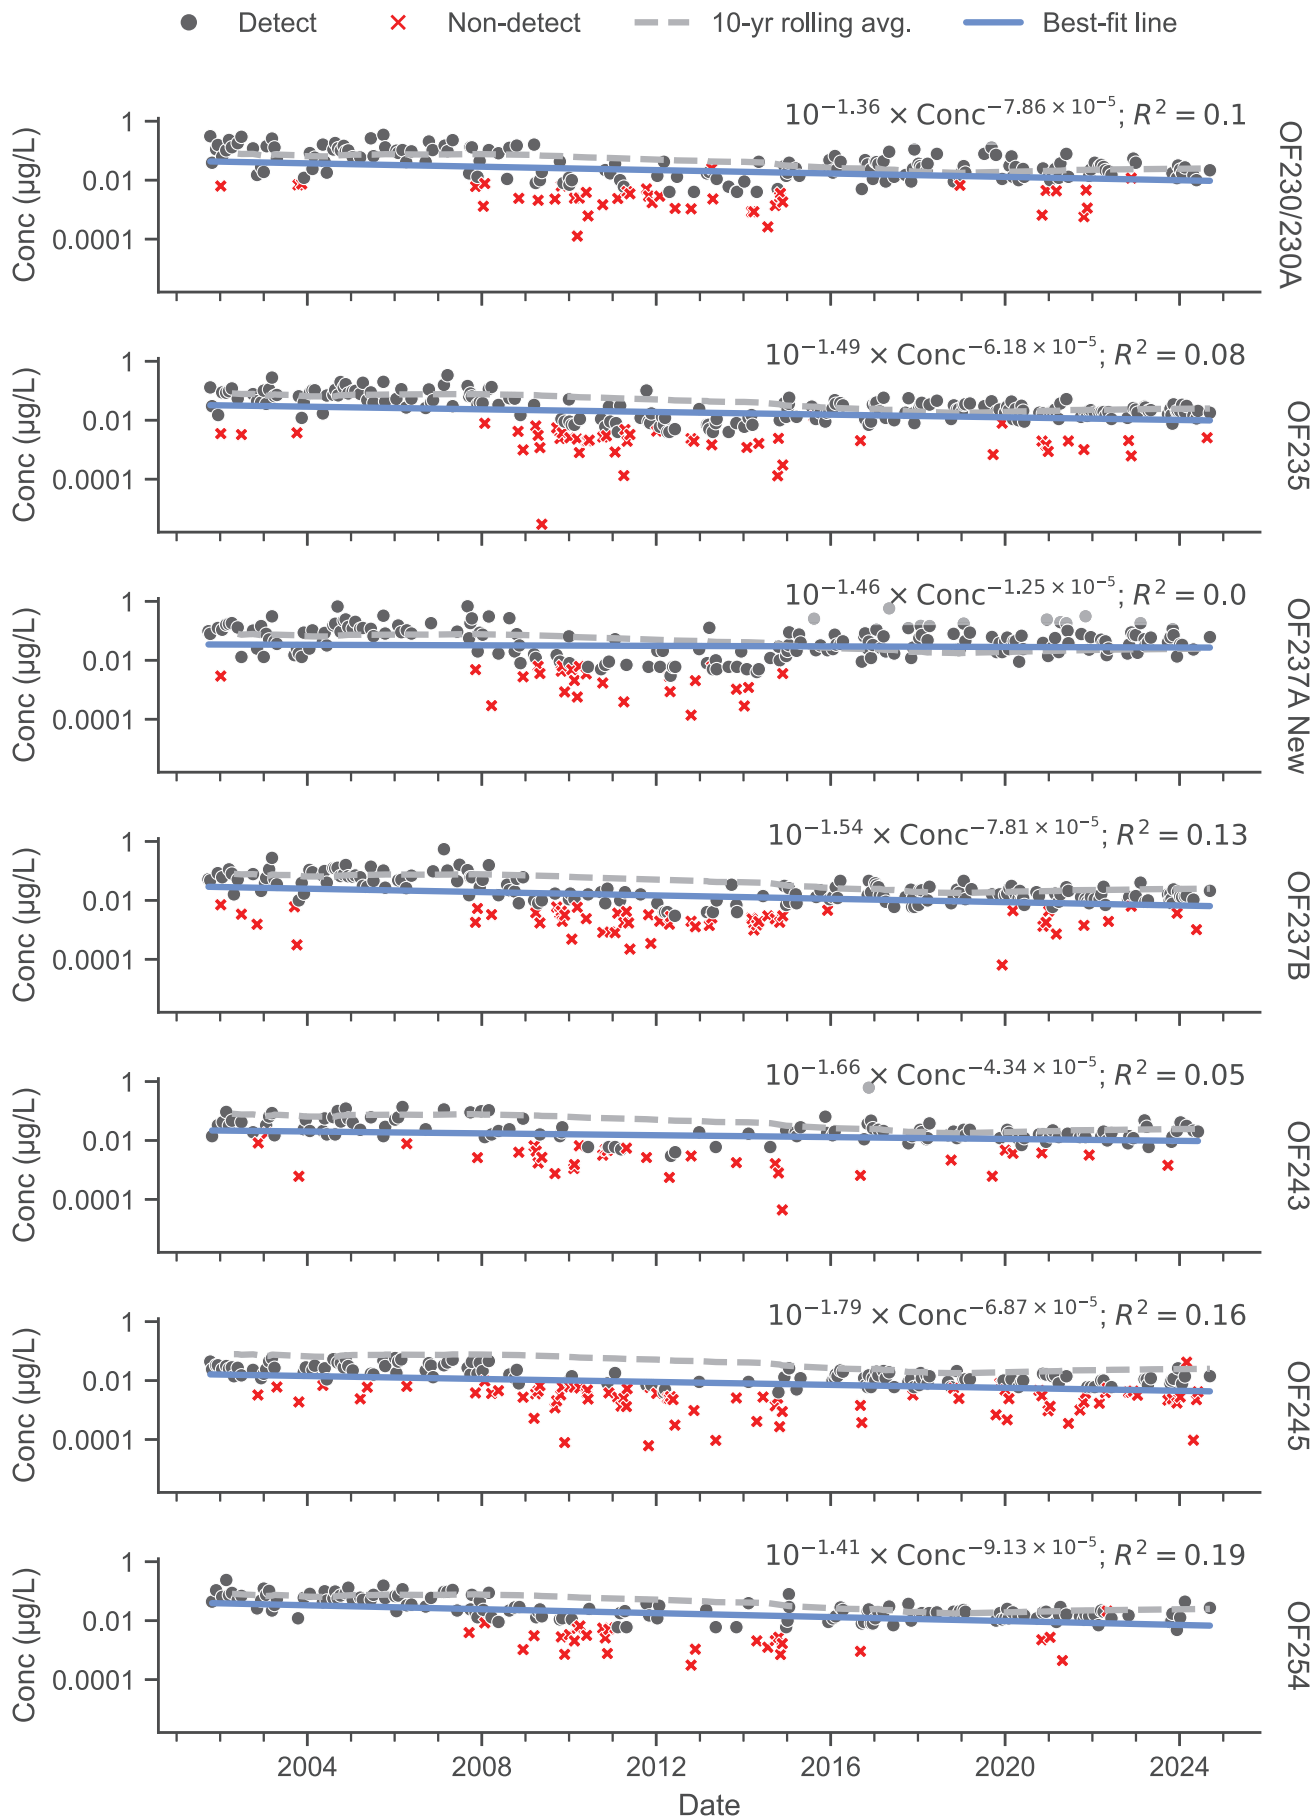 Detect Non-detect 10-yr rolling avg. Best-fit line
10^−1.36 × Conc^−7.86 × 10^−5; R² = 0.1
1
0.01
0.0001
Conc (µg/L)
OF230/230A
10^−1.49 × Conc^−6.18 × 10^−5; R² = 0.08
1
0.01
0.0001
Conc (µg/L)
OF235
10^−1.46 × Conc^−1.25 × 10^−5; R² = 0.0
1
0.01
0.0001
Conc (µg/L)
OF237A New
10^−1.54 × Conc^−7.81 × 10^−5; R² = 0.13
1
0.01
0.0001
Conc (µg/L)
OF237B
10^−1.66 × Conc^−4.34 × 10^−5; R² = 0.05
1
0.01
0.0001
Conc (µg/L)
OF243
10^−1.79 × Conc^−6.87 × 10^−5; R² = 0.16
1
0.01
0.0001
Conc (µg/L)
OF245
10^−1.41 × Conc^−9.13 × 10^−5; R² = 0.19
1
0.01
0.0001
Conc (µg/L)
OF254
2004 2008 2012 2016 2020 2024
Date